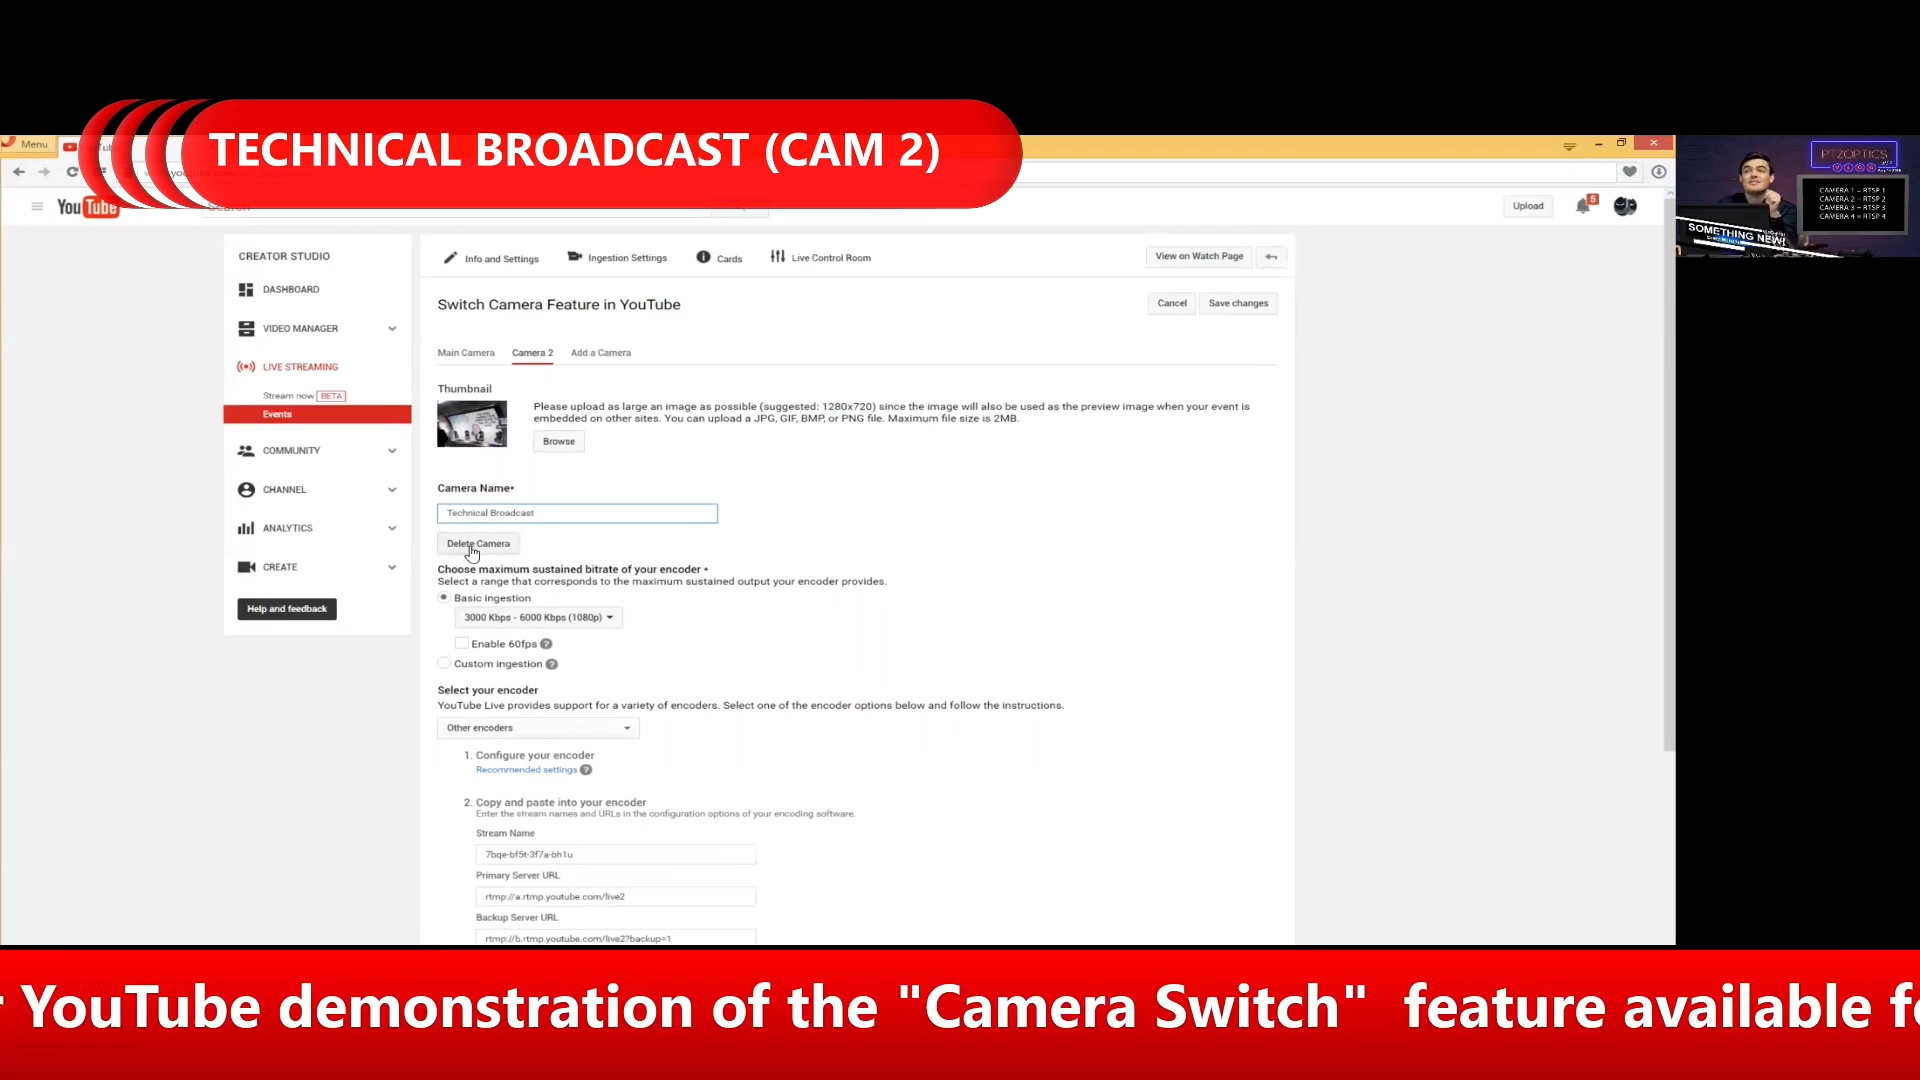 TECHNICAL BROADCAST (CAM 2)
Menu
YouTube
Search
Upload
5
CREATOR STUDIO
DASHBOARD
VIDEO MANAGER
LIVE STREAMING
Stream now BETA
Events
COMMUNITY
CHANNEL
ANALYTICS
CREATE
Help and feedback
Info and Settings
Ingestion Settings
Cards
Live Control Room
View on Watch Page
Switch Camera Feature in YouTube
Cancel
Save changes
Main Camera
Camera 2
Add a Camera
Thumbnail
Please upload as large an image as possible (suggested: 1280x720) since the image will also be used as the preview image when your event is
embedded on other sites. You can upload a JPG, GIF, BMP, or PNG file. Maximum file size is 2MB.
Browse
Camera Name*
Technical Broadcast
Delete Camera
Choose maximum sustained bitrate of your encoder *
Select a range that corresponds to the maximum sustained output your encoder provides.
Basic ingestion
3000 Kbps - 6000 Kbps (1080p)
Enable 60fps ?
Custom ingestion ?
Select your encoder
YouTube Live provides support for a variety of encoders. Select one of the encoder options below and follow the instructions.
Other encoders
1. Configure your encoder
Recommended settings ?
2. Copy and paste into your encoder
Enter the stream names and URLs in the configuration options of your encoding software.
Stream Name
7bqe-bf5t-3f7a-bh1u
Primary Server URL
rtmp://a.rtmp.youtube.com/live2
Backup Server URL
rtmp://b.rtmp.youtube.com/live2?backup=1
PTZOPTICS
CAMERA 1 = RTSP 1
CAMERA 2 = RTSP 2
CAMERA 3 = RTSP 3
CAMERA 4 = RTSP 4
SOMETHING NEW!
r YouTube demonstration of the "Camera Switch" feature available fo